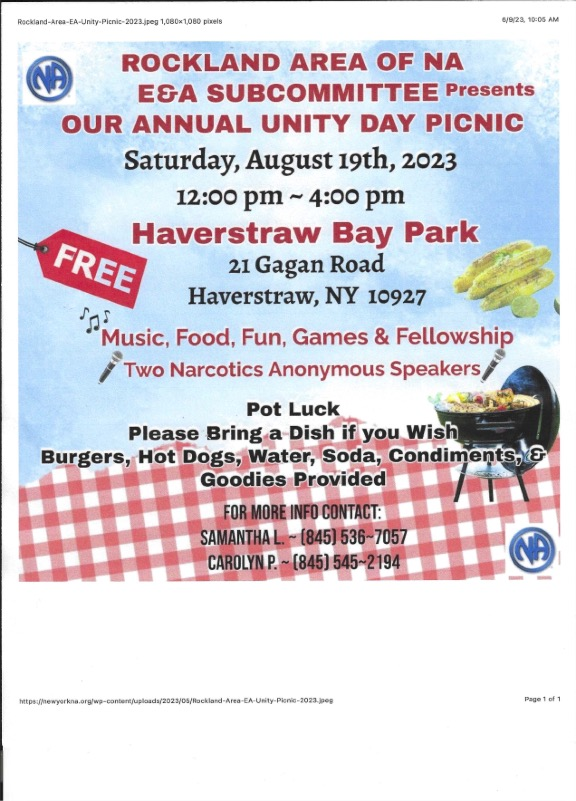 Rockland-Area-EA-Unity-Picnic-2023.jpeg 1,080×1,080 pixels
6/9/23, 10:05 AM
NA
ROCKLAND AREA OF NA
E&A SUBCOMMITTEE Presents
OUR ANNUAL UNITY DAY PICNIC
Saturday, August 19th, 2023
12:00 pm ~ 4:00 pm
Haverstraw Bay Park
FREE
21 Gagan Road
Haverstraw, NY 10927
Music, Food, Fun, Games & Fellowship
Two Narcotics Anonymous Speakers
Pot Luck
Please Bring a Dish if you Wish
Burgers, Hot Dogs, Water, Soda, Condiments, &
Goodies Provided
FOR MORE INFO CONTACT:
SAMANTHA L. ~ (845) 536~7057
CAROLYN P. ~ (845) 545~2194
NA
https://newyorkna.org/wp-content/uploads/2023/05/Rockland-Area-EA-Unity-Picnic-2023.jpeg
Page 1 of 1